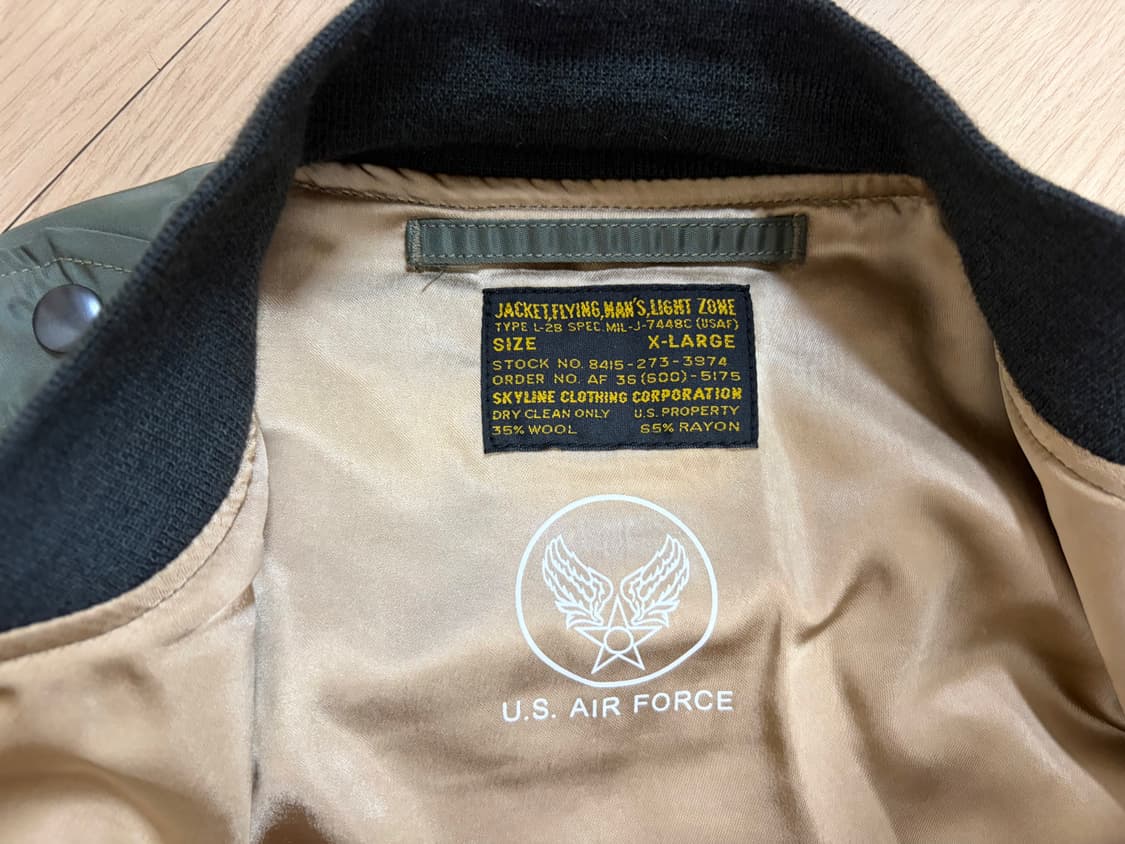 JACKET,FLYING,MAN'S,LIGHT ZONE
TYPE L-2B SPEC.MIL-J-7448C (USAF)
SIZE X-LARGE
STOCK NO. 8415-273-3974
ORDER NO. AF 36(600)-5175
SKYLINE CLOTHING CORPORATION
DRY CLEAN ONLY U.S. PROPERTY
35% WOOL 65% RAYON
U.S. AIR FORCE